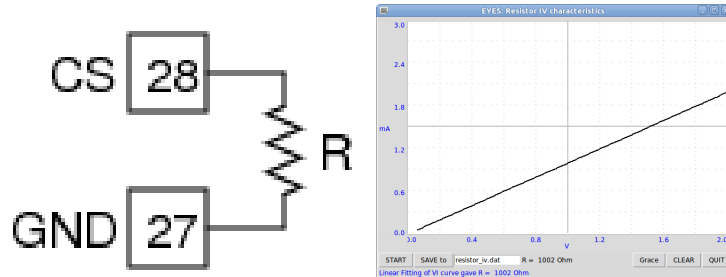 CS 28
R
GND 27
EYES: Resistor IV characteristics
3.0
2.4
1.8
mA
1.2
0.6
0.0
0.0 0.4 0.8 1.2 1.6 2.0
V
START SAVE to resistor_iv.dat R = 1002 Ohm Grace CLEAR QUIT
Linear Fitting of VI curve gave R = 1002 Ohm